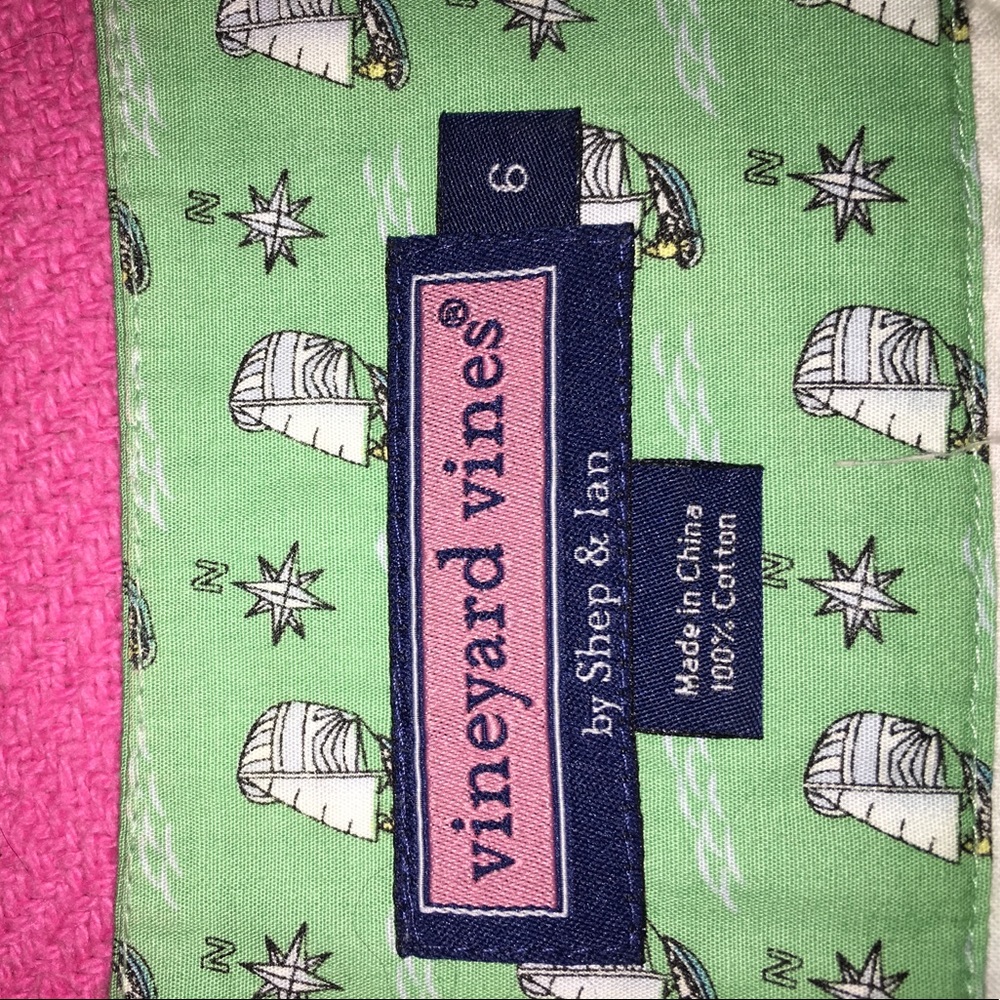 N N N
vineyard vines®
6
by Shep & Ian
Made in China
100% Cotton
N N N